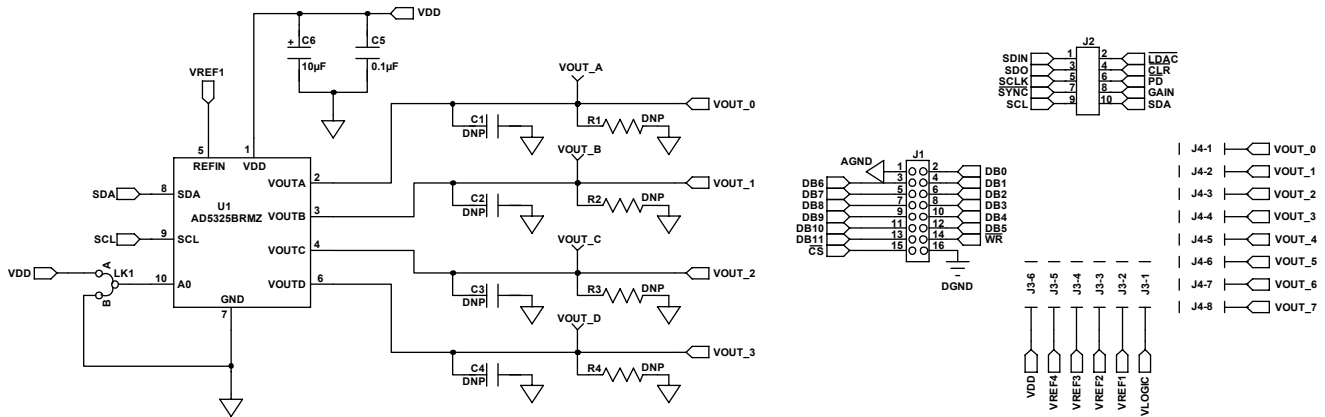 VDD
C6
10µF
C5
0.1µF
VREF1
5
REFIN
1
VDD
U1
AD5325BRMZ
SDA
8
SDA
SCL
9
SCL
VDD
A
LK1
B
10
A0
GND
7
VOUTA
2
VOUTB
3
VOUTC
4
VOUTD
6
VOUT_A
C1
DNP
R1
DNP
VOUT_0
VOUT_B
C2
DNP
R2
DNP
VOUT_1
VOUT_C
C3
DNP
R3
DNP
VOUT_2
VOUT_D
C4
DNP
R4
DNP
VOUT_3
J2
SDIN 1 2 LDAC
SDO 3 4 CLR
SCLK 5 6 PD
SYNC 7 8 GAIN
SCL 9 10 SDA
J1
AGND 1 2 DB0
DB6 3 4 DB1
DB7 5 6 DB2
DB8 7 8 DB3
DB9 9 10 DB4
DB10 11 12 DB5
DB11 13 14 WR
CS 15 16
DGND
J4-1 VOUT_0
J4-2 VOUT_1
J4-3 VOUT_2
J4-4 VOUT_3
J4-5 VOUT_4
J4-6 VOUT_5
J4-7 VOUT_6
J4-8 VOUT_7
J3-6 VDD
J3-5 VREF4
J3-4 VREF3
J3-3 VREF2
J3-2 VREF1
J3-1 VLOGIC